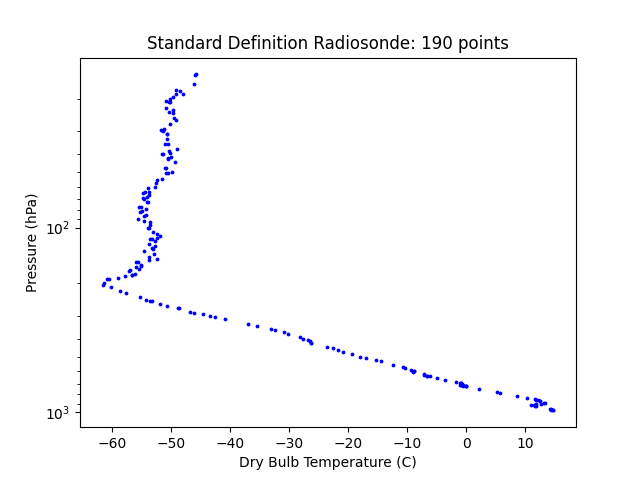 Standard Definition Radiosonde: 190 points
Pressure (hPa)
10²
10³
−60 −50 −40 −30 −20 −10 0 10
Dry Bulb Temperature (C)